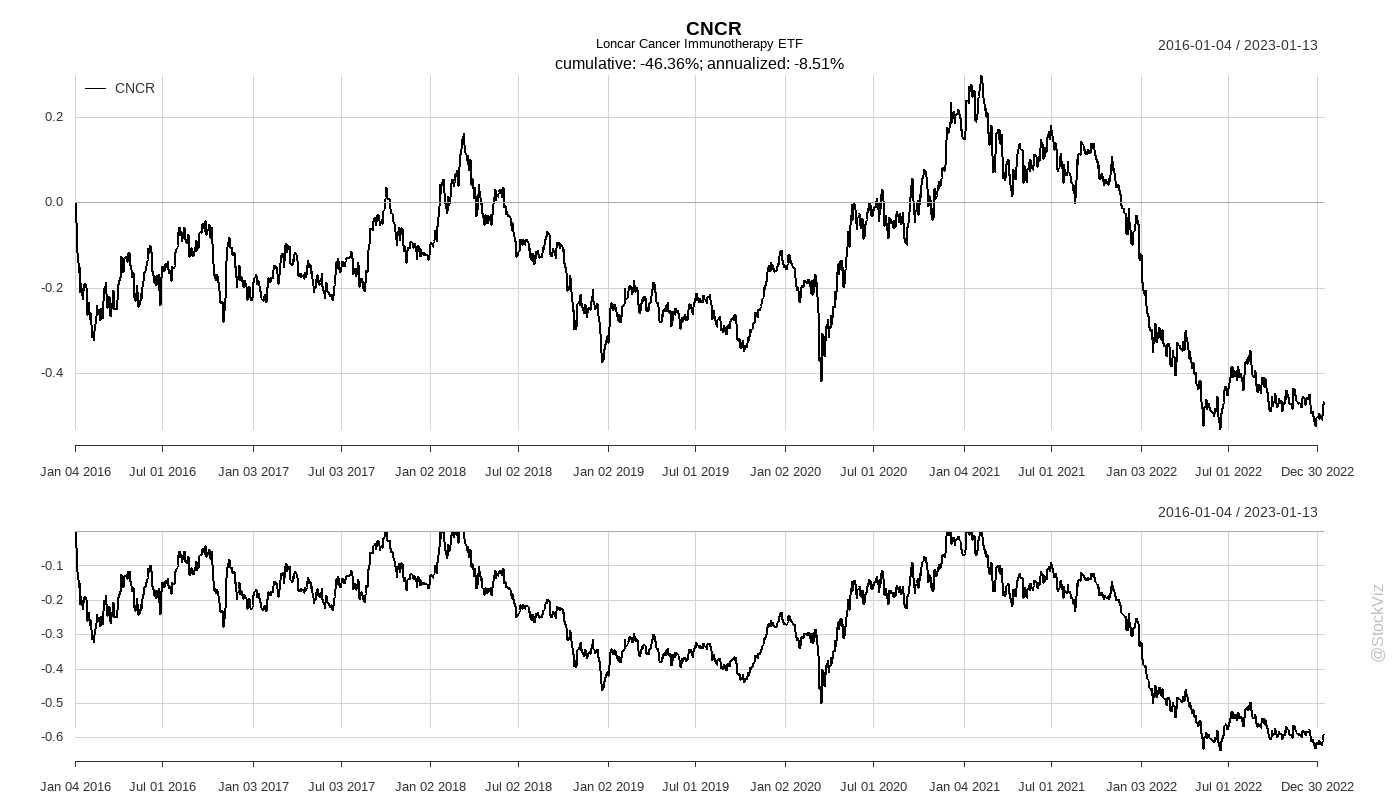 CNCR
Loncar Cancer Immunotherapy ETF
2016-01-04 / 2023-01-13
cumulative: -46.36%; annualized: -8.51%
CNCR
0.2
0.0
-0.2
-0.4
Jan 04 2016 Jul 01 2016 Jan 03 2017 Jul 03 2017 Jan 02 2018 Jul 02 2018 Jan 02 2019 Jul 01 2019 Jan 02 2020 Jul 01 2020 Jan 04 2021 Jul 01 2021 Jan 03 2022 Jul 01 2022 Dec 30 2022
2016-01-04 / 2023-01-13
-0.1
-0.2
-0.3
-0.4
-0.5
-0.6
Jan 04 2016 Jul 01 2016 Jan 03 2017 Jul 03 2017 Jan 02 2018 Jul 02 2018 Jan 02 2019 Jul 01 2019 Jan 02 2020 Jul 01 2020 Jan 04 2021 Jul 01 2021 Jan 03 2022 Jul 01 2022 Dec 30 2022
@StockViz